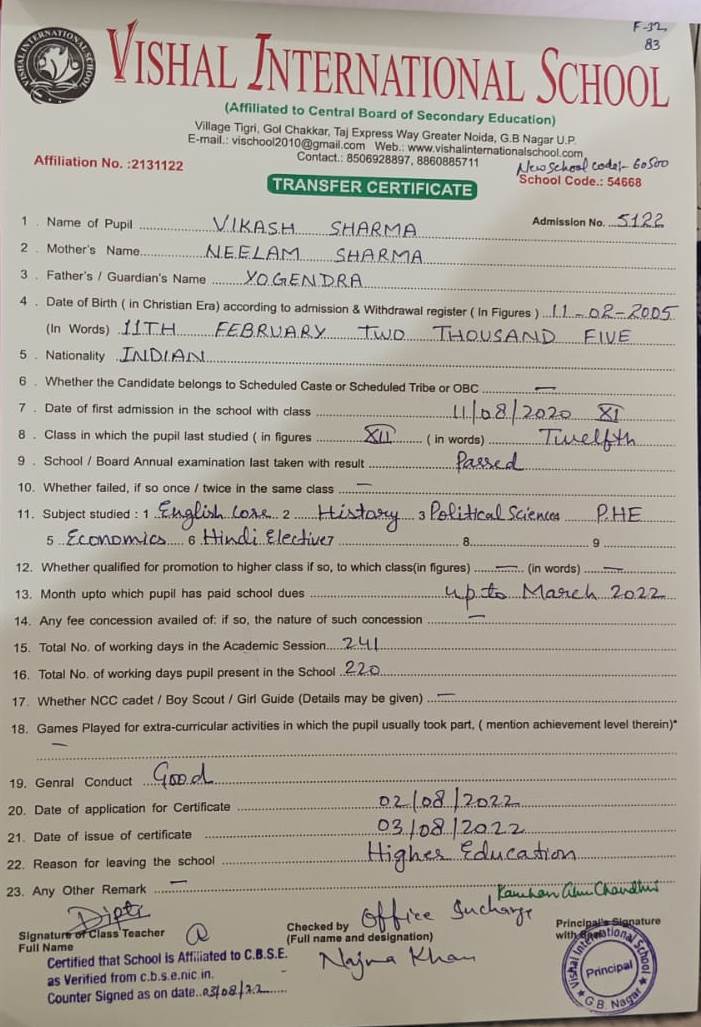 F-32
83
VISHAL INTERNATIONAL SCHOOL
VISHAL INTERNATIONAL SCHOOL
(Affiliated to Central Board of Secondary Education)
Village Tigri, Gol Chakkar, Taj Express Way Greater Noida, G.B Nagar U.P.
E-mail.: vischool2010@gmail.com Web.: www.vishalinternationalschool.com
Contact.: 8506928897, 8860885711
New School code:- 60500
Affiliation No. :2131122
School Code.: 54668
TRANSFER CERTIFICATE
Admission No. 5122
1 . Name of Pupil VIKASH SHARMA
2 . Mother's Name NEELAM SHARMA
3 . Father's / Guardian's Name YOGENDRA
4 . Date of Birth ( in Christian Era) according to admission & Withdrawal register ( In Figures ) 11-02-2005
(In Words) 11TH FEBRUARY TWO THOUSAND FIVE
5 . Nationality INDIAN
6 . Whether the Candidate belongs to Scheduled Caste or Scheduled Tribe or OBC —
7 . Date of first admission in the school with class 11/08/2020 XI
8 . Class in which the pupil last studied ( in figures XII ( in words) Twelfth
9 . School / Board Annual examination last taken with result Passed
10. Whether failed, if so once / twice in the same class —
11. Subject studied : 1 English Core 2 History 3 Political Sciences P.HE
5 Economics 6 Hindi Elective 7 8 9
12. Whether qualified for promotion to higher class if so, to which class(in figures) — (in words) —
13. Month upto which pupil has paid school dues up to March 2022
14. Any fee concession availed of: if so, the nature of such concession —
15. Total No. of working days in the Academic Session 241
16. Total No. of working days pupil present in the School 220
17. Whether NCC cadet / Boy Scout / Girl Guide (Details may be given) —
18. Games Played for extra-curricular activities in which the pupil usually took part, ( mention achievement level therein)*
—
19. Genral Conduct Good
20. Date of application for Certificate 02/08/2022
21. Date of issue of certificate 03/08/2022
22. Reason for leaving the school Higher Education
23. Any Other Remark —
Signature of Class Teacher
Full Name
Checked by Office Incharge
(Full name and designation)
Najma Khan
Principal's Signature
with
Certified that School is Affiliated to C.B.S.E.
as Verified from c.b.s.e.nic.in.
Counter Signed as on date..03/08/22
Vishal International School
Principal
G.B. Nagar